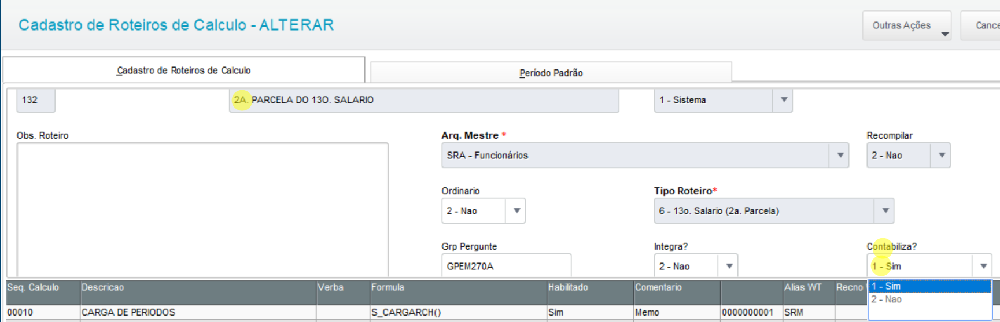 Cadastro de Roteiros de Calculo - ALTERAR
Outras Ações
Cance
Cadastro de Roteiros de Calculo
Período Padrão
132
2A. PARCELA DO 13O. SALARIO
1 - Sistema
Obs. Roteiro
Arq. Mestre *
Recompilar
SRA - Funcionários
2 - Nao
Ordinario
Tipo Roteiro*
2 - Nao
6 - 13o. Salario (2a. Parcela)
Grp Pergunte
Integra?
Contabiliza?
GPEM270A
2 - Nao
1 - Sim
Seq. Calculo Descricao Verba Formula Habilitado Comentario Alias WT Recno
1 - Sim
2 - Nao
00010 CARGA DE PERIODOS S_CARGARCH() Sim Memo 0000000001 SRM